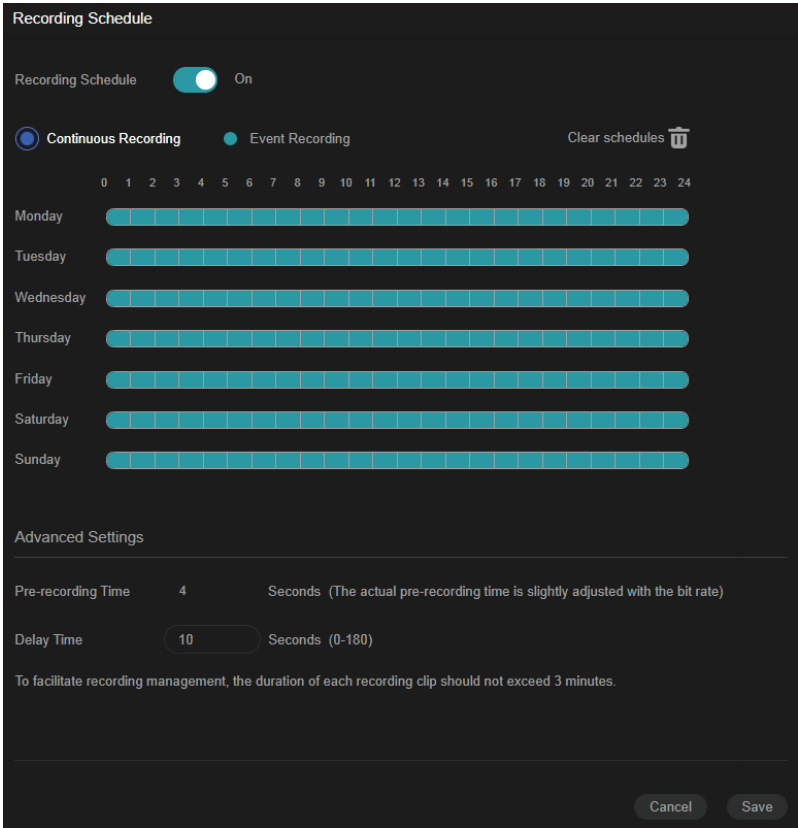 Recording Schedule
Recording Schedule On
Continuous Recording Event Recording Clear schedules
0 1 2 3 4 5 6 7 8 9 10 11 12 13 14 15 16 17 18 19 20 21 22 23 24
Monday
Tuesday
Wednesday
Thursday
Friday
Saturday
Sunday
Advanced Settings
Pre-recording Time 4 Seconds (The actual pre-recording time is slightly adjusted with the bit rate)
Delay Time 10 Seconds (0-180)
To facilitate recording management, the duration of each recording clip should not exceed 3 minutes.
Cancel Save